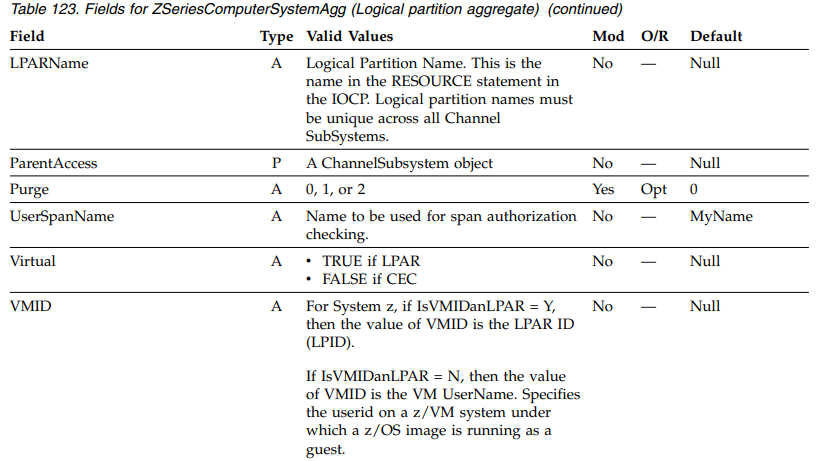 Table 123. Fields for ZSeriesComputerSystemAgg (Logical partition aggregate) (continued)
Field Type Valid Values Mod O/R Default
LPARName A Logical Partition Name. This is the No — Null
name in the RESOURCE statement in
the IOCP. Logical partition names must
be unique across all Channel
SubSystems.
ParentAccess P A ChannelSubsystem object No — Null
Purge A 0, 1, or 2 Yes Opt 0
UserSpanName A Name to be used for span authorization No — MyName
checking.
Virtual A • TRUE if LPAR No — Null
• FALSE if CEC
VMID A For System z, if IsVMIDanLPAR = Y, No — Null
then the value of VMID is the LPAR ID
(LPID).
If IsVMIDanLPAR = N, then the value
of VMID is the VM UserName. Specifies
the userid on a z/VM system under
which a z/OS image is running as a
guest.